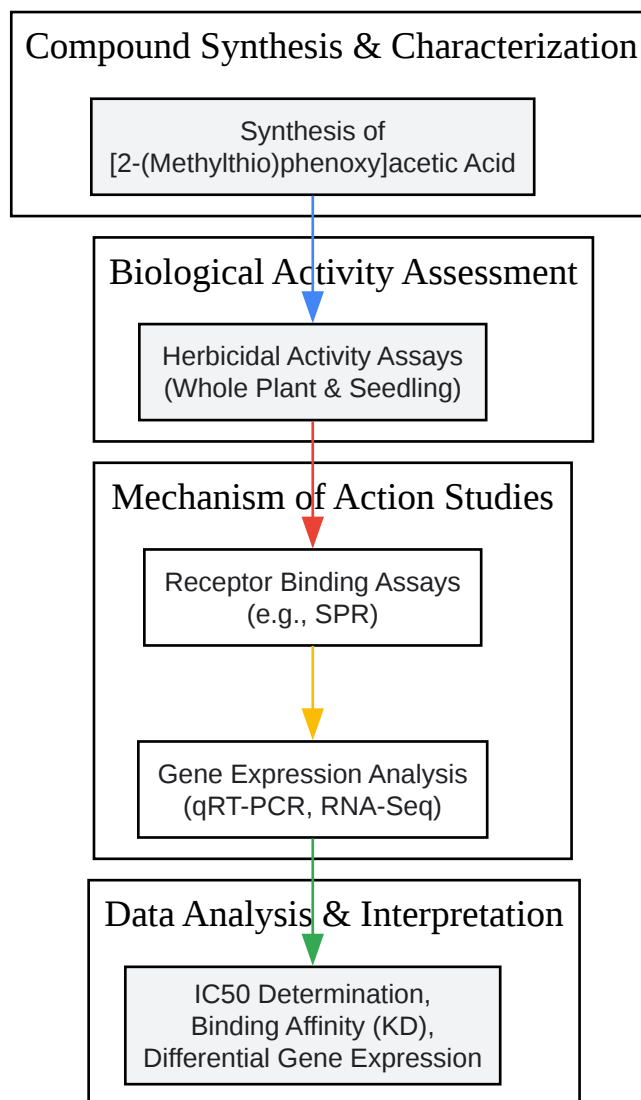 Compound Synthesis & Characterization
Synthesis of
[2-(Methylthio)phenoxy]acetic Acid
Biological Activity Assessment
Herbicidal Activity Assays
(Whole Plant & Seedling)
Mechanism of Action Studies
Receptor Binding Assays
(e.g., SPR)
Gene Expression Analysis
(qRT-PCR, RNA-Seq)
Data Analysis & Interpretation
IC50 Determination,
Binding Affinity (KD),
Differential Gene Expression